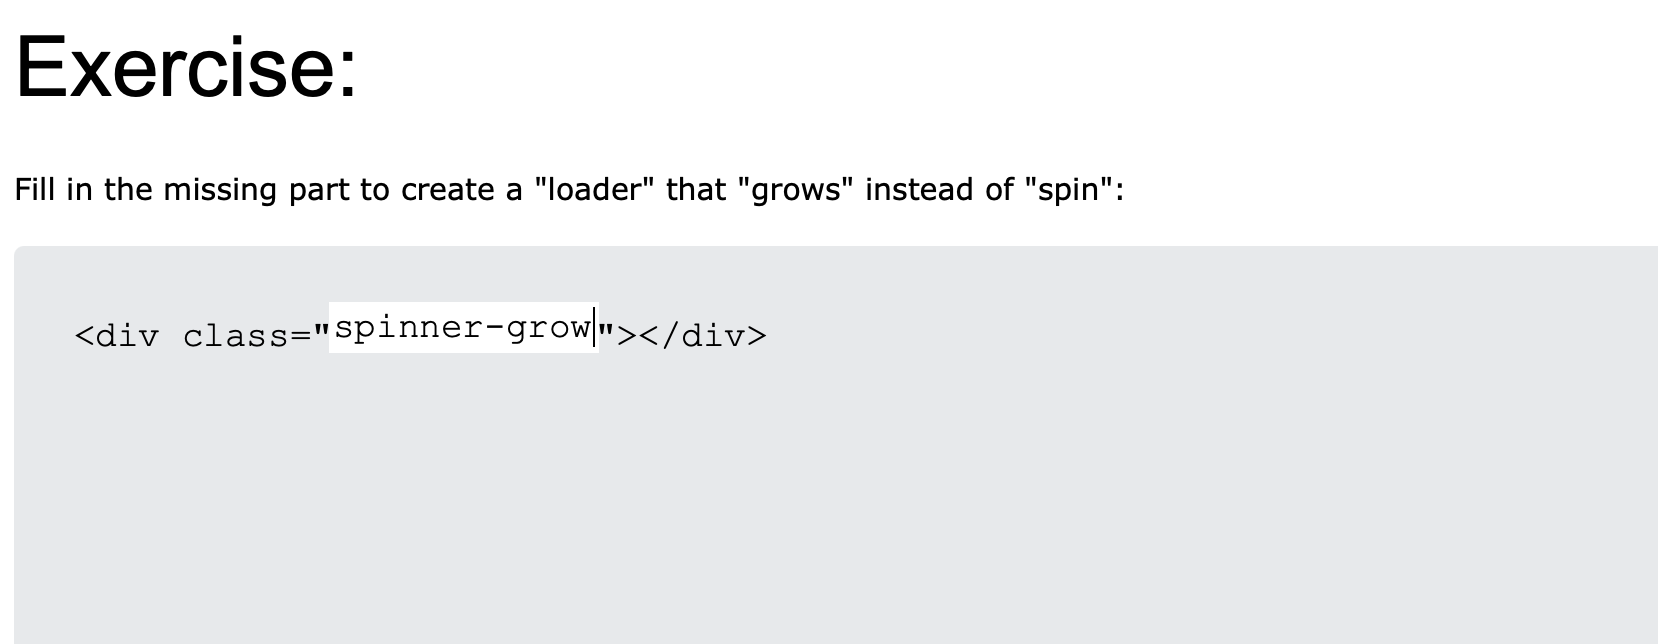 Exercise:
Fill in the missing part to create a "loader" that "grows" instead of "spin":
<div class="spinner-grow"></div>